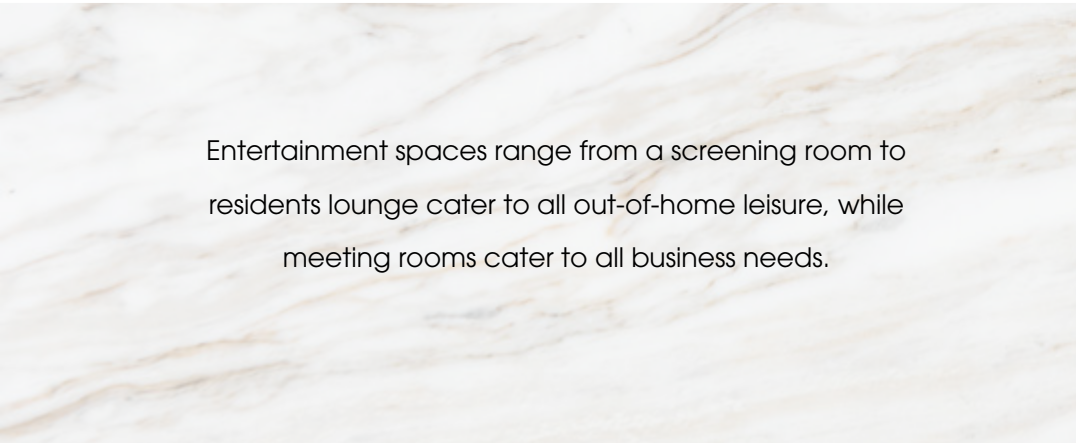 Entertainment spaces range from a screening room to
residents lounge cater to all out-of-home leisure, while
meeting rooms cater to all business needs.